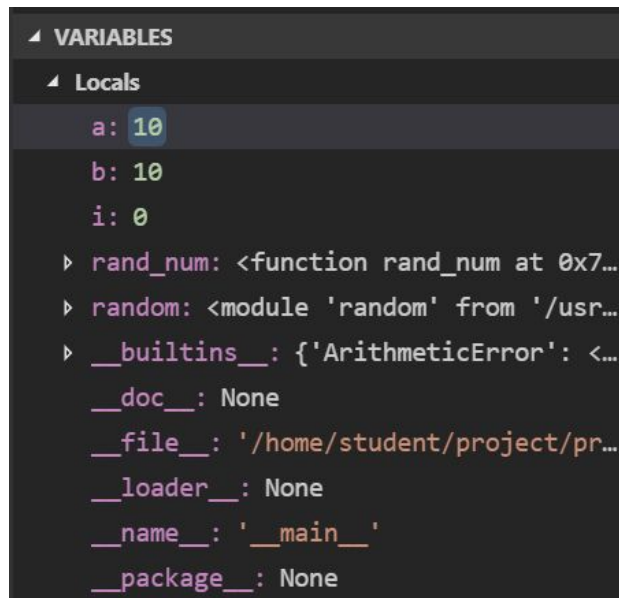 VARIABLES
Locals
a: 10
b: 10
i: 0
rand_num: <function rand_num at 0x7…
random: <module 'random' from '/usr…
__builtins__: {'ArithmeticError': <…
__doc__: None
__file__: '/home/student/project/pr…
__loader__: None
__name__: '__main__'
__package__: None